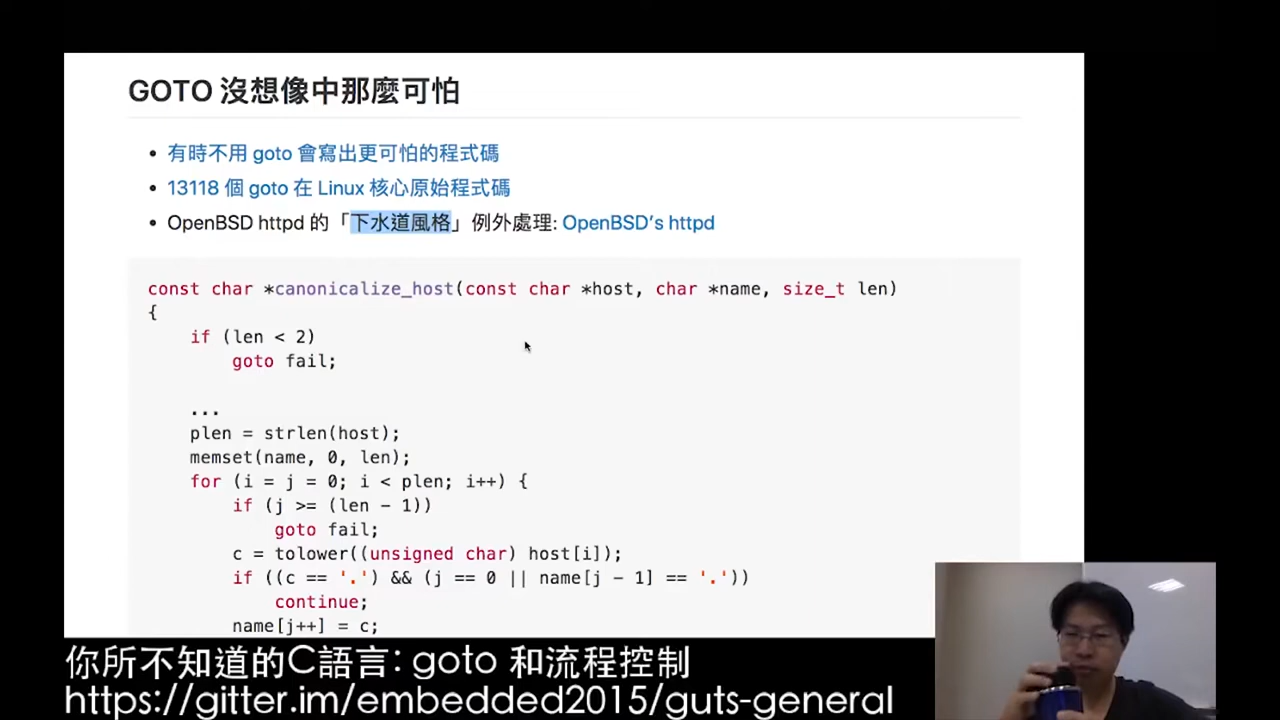 GOTO 沒想像中那麼可怕
有時不用 goto 會寫出更可怕的程式碼
13118 個 goto 在 Linux 核心原始程式碼
OpenBSD httpd 的「下水道風格」例外處理: OpenBSD's httpd
const char *canonicalize_host(const char *host, char *name, size_t len)
{
if (len < 2)
goto fail;
...
plen = strlen(host);
memset(name, 0, len);
for (i = j = 0; i < plen; i++) {
if (j >= (len - 1))
goto fail;
c = tolower((unsigned char) host[i]);
if ((c == '.') && (j == 0 || name[j - 1] == '.'))
continue;
name[j++] = c;
你所不知道的C語言: goto 和流程控制
https://gitter.im/embedded2015/guts-general